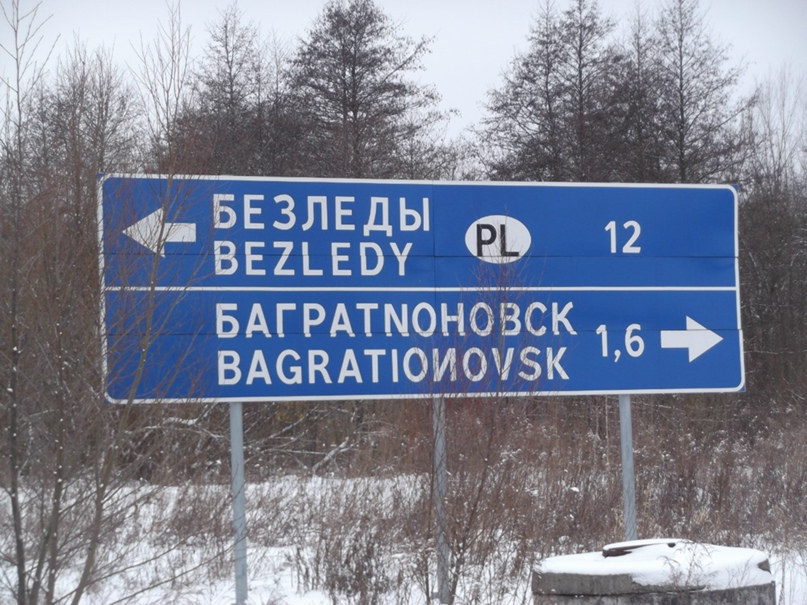 БЕЗЛЕДЫ
BEZLEDY
PL
12
БАГРАТNОНОВСК
BAGRATIOИOVSK
1,6